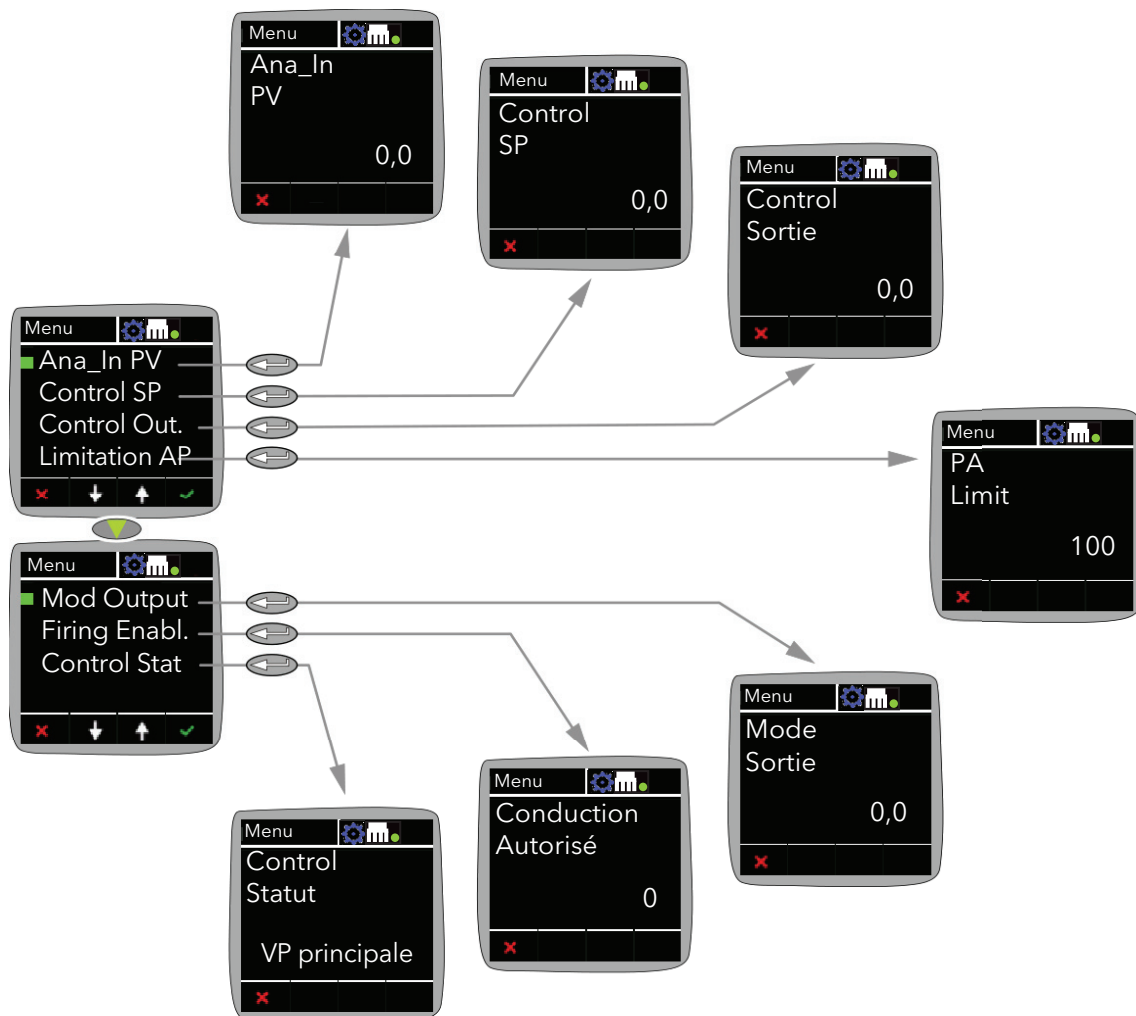 Menu
Ana_In
PV
0,0
Menu
Control
SP
0,0
Menu
Control
Sortie
0,0
Menu
Ana_In PV
Control SP
Control Out.
Limitation AP
Menu
PA
Limit
100
Menu
Mod Output
Firing Enabl.
Control Stat
Menu
Mode
Sortie
0,0
Menu
Conduction
Autorisé
0
Menu
Control
Statut
VP principale